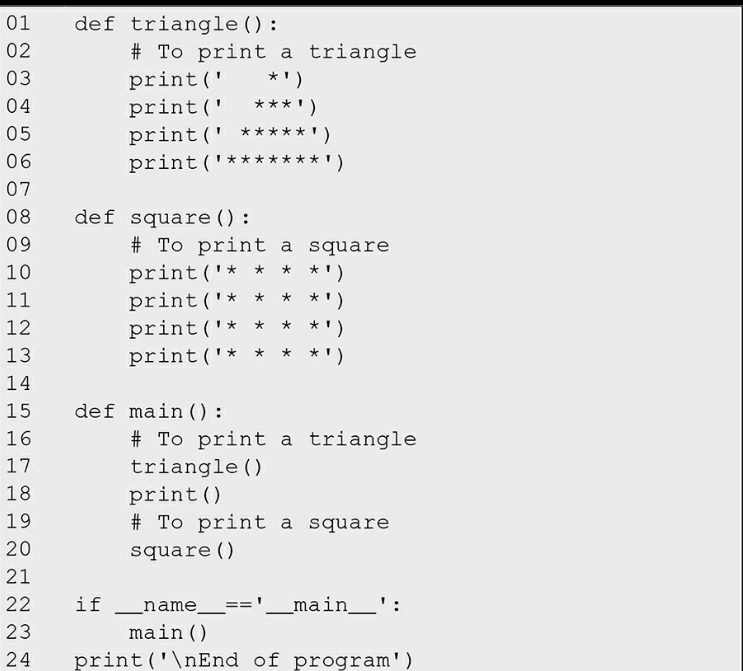 01 def triangle():
02     # To print a triangle
03     print('   *')
04     print('  ***')
05     print(' *****')
06     print('*******')
07
08 def square():
09     # To print a square
10     print('* * * *')
11     print('* * * *')
12     print('* * * *')
13     print('* * * *')
14
15 def main():
16     # To print a triangle
17     triangle()
18     print()
19     # To print a square
20     square()
21
22 if __name__=='__main__':
23     main()
24 print('\nEnd of program')